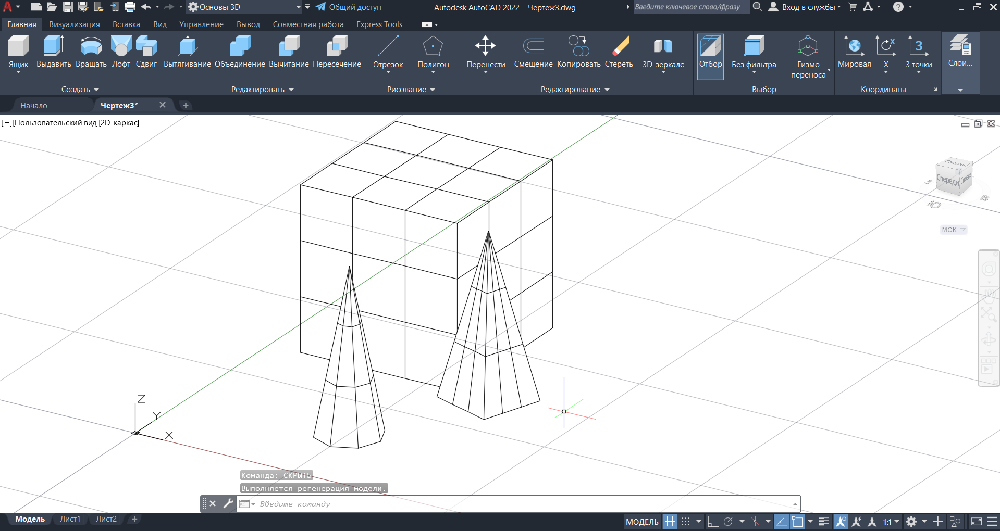 Основы 3D
Общий доступ
Autodesk AutoCAD 2022 Чертеж3.dwg
Введите ключевое слово/фразу
Вход в службы
Главная Визуализация Вставка Вид Управление Вывод Совместная работа Express Tools
Ящик Выдавить Вращать Лофт Сдвиг Вытягивание Объединение Вычитание Пересечение Отрезок Полигон Перенести Смещение Копировать Стереть 3D-зеркало Отбор Без фильтра Гизмо переноса Мировая X 3 точки Слои...
Создать Редактировать Рисование Редактирование Выбор Координаты
Начало Чертеж3*
[−][Пользовательский вид][2D-каркас]
Спереди
Ю
В
МСК
Z
Y
X
Команда: СКРЫТЬ
Выполняется регенерация модели.
Введите команду
Модель Лист1 Лист2
МОДЕЛЬ
1:1